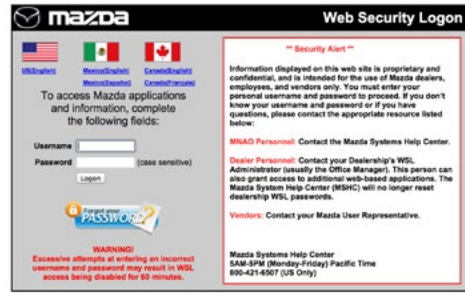 mazda
Web Security Logon
US(English)
Mexico(English)
Canada(English)
Mexico(Español)
Canada(Français)
To access Mazda applications
and information, complete
the following fields:
Username
Password
(case sensitive)
Logon
Forgot your
PASSWORD?
WARNING!
Excessive attempts at entering an incorrect
username and password may result in WSL
access being disabled for 60 minutes.
** Security Alert **
Information displayed on this web site is proprietary and
confidential, and is intended for the use of Mazda dealers,
employees, and vendors only. You must enter your
personal username and password to proceed. If you don't
know your username and password or if you have
questions, please contact the appropriate resource listed
below:
MNAO Personnel: Contact the Mazda Systems Help Center.
Dealer Personnel: Contact your Dealership's WSL
Administrator (usually the Office Manager). This person can
also grant access to additional web-based applications. The
Mazda System Help Center (MSHC) will no longer reset
dealership WSL passwords.
Vendors: Contact your Mazda User Representative.
Mazda Systems Help Center
5AM-5PM (Monday-Friday) Pacific Time
800-421-6507 (US Only)